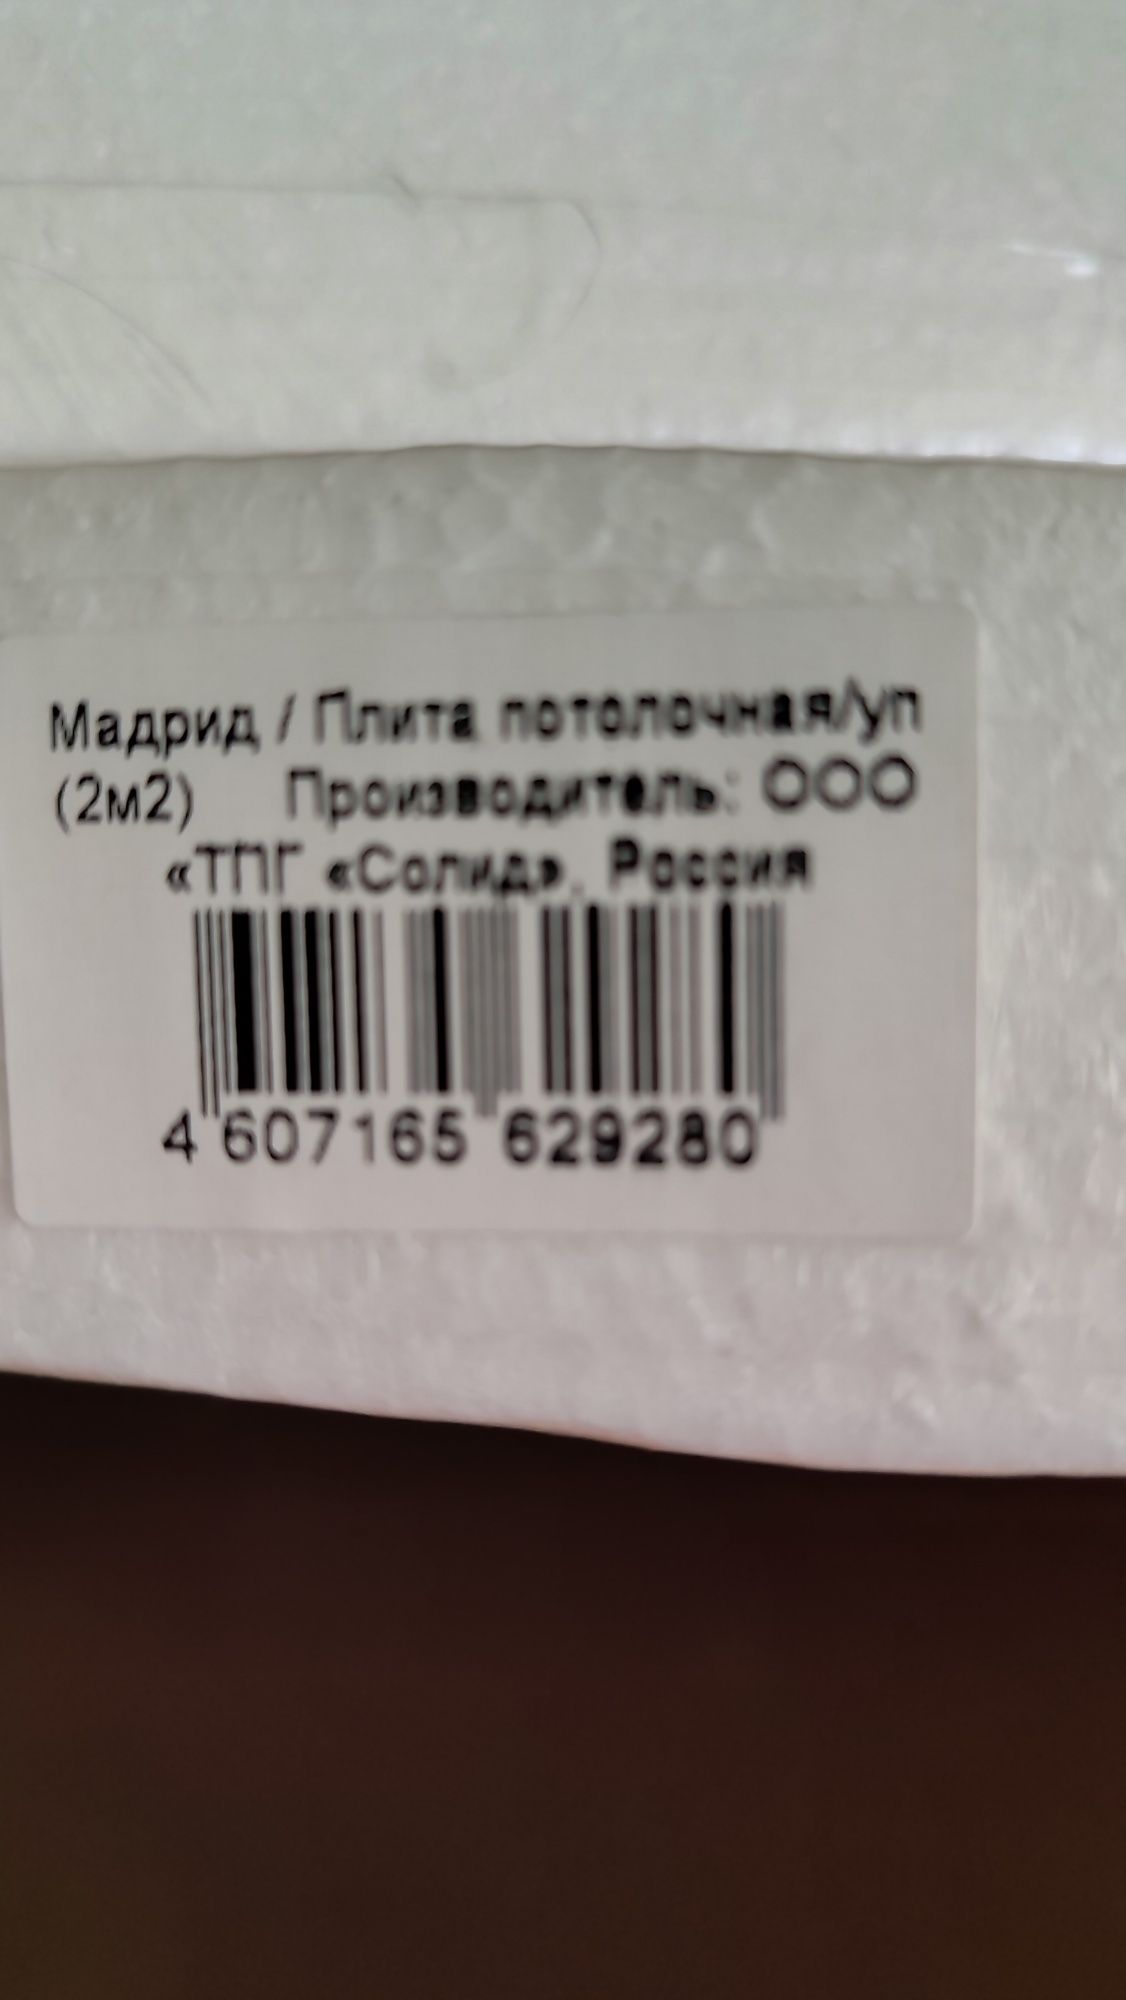 Мадрид / Плита потолочная/уп
(2м2) Производитель: ООО
«ТПГ «Солид», Россия
4 607165 629280